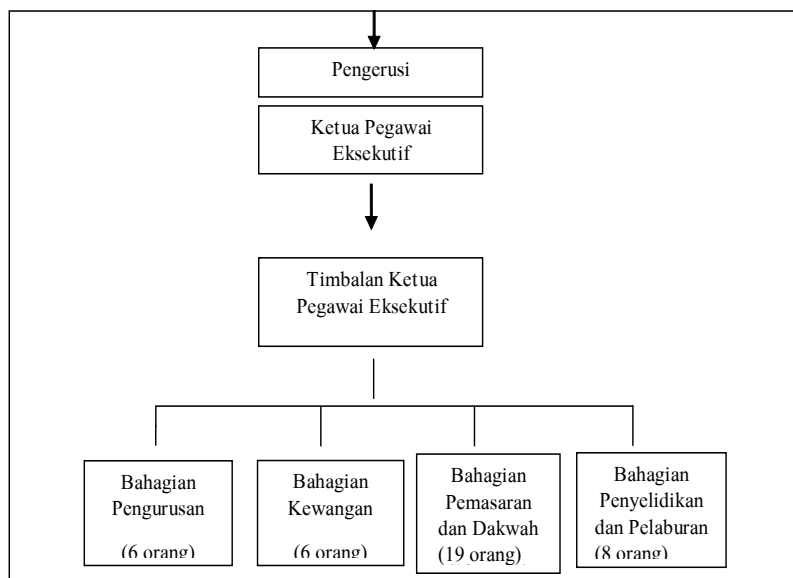 Pengerusi
Ketua Pegawai
Eksekutif
Timbalan Ketua
Pegawai Eksekutif
Bahagian
Pengurusan
(6 orang)
Bahagian
Kewangan
(6 orang)
Bahagian
Pemasaran
dan Dakwah
(19 orang)
Bahagian
Penyelidikan
dan Pelaburan
(8 orang)